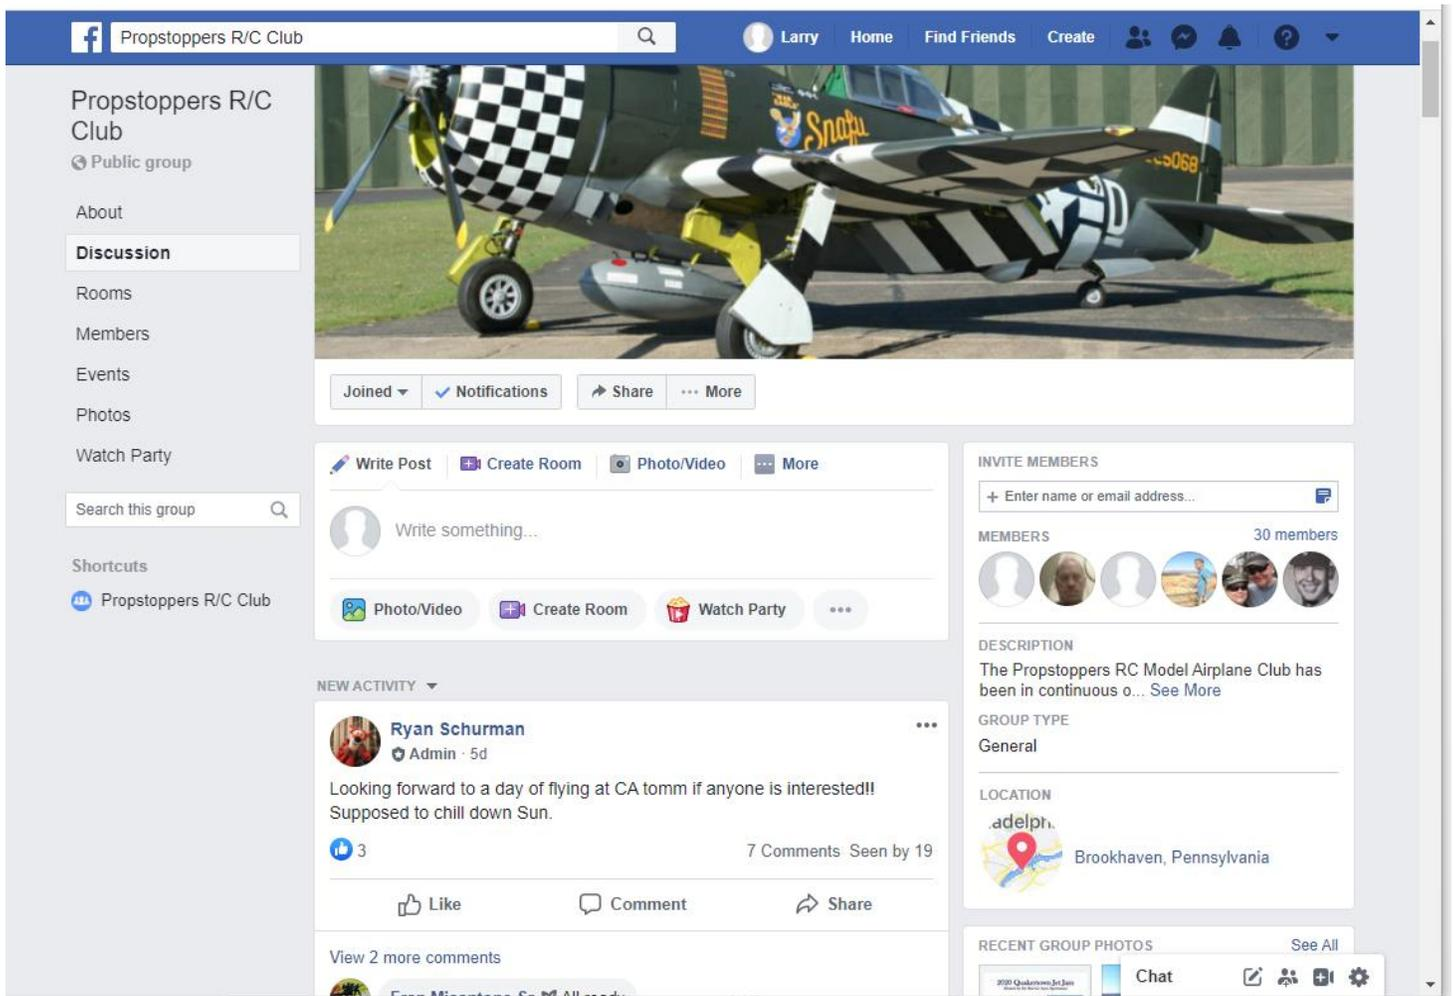 Propstoppers R/C Club
Larry
Home
Find Friends
Create
Propstoppers R/C
Club
Public group
About
Discussion
Rooms
Members
Events
Photos
Watch Party
Search this group
Shortcuts
Propstoppers R/C Club
Snafu
Joined
Notifications
Share
More
Write Post
Create Room
Photo/Video
More
Write something...
Photo/Video
Create Room
Watch Party
NEW ACTIVITY
Ryan Schurman
Admin · 5d
Looking forward to a day of flying at CA tomm if anyone is interested!!
Supposed to chill down Sun.
3
7 Comments Seen by 19
Like
Comment
Share
View 2 more comments
INVITE MEMBERS
+ Enter name or email address...
MEMBERS
30 members
DESCRIPTION
The Propstoppers RC Model Airplane Club has
been in continuous o... See More
GROUP TYPE
General
LOCATION
adelph
Brookhaven, Pennsylvania
RECENT GROUP PHOTOS
See All
2020 Quakertown Jet Jam
Chat